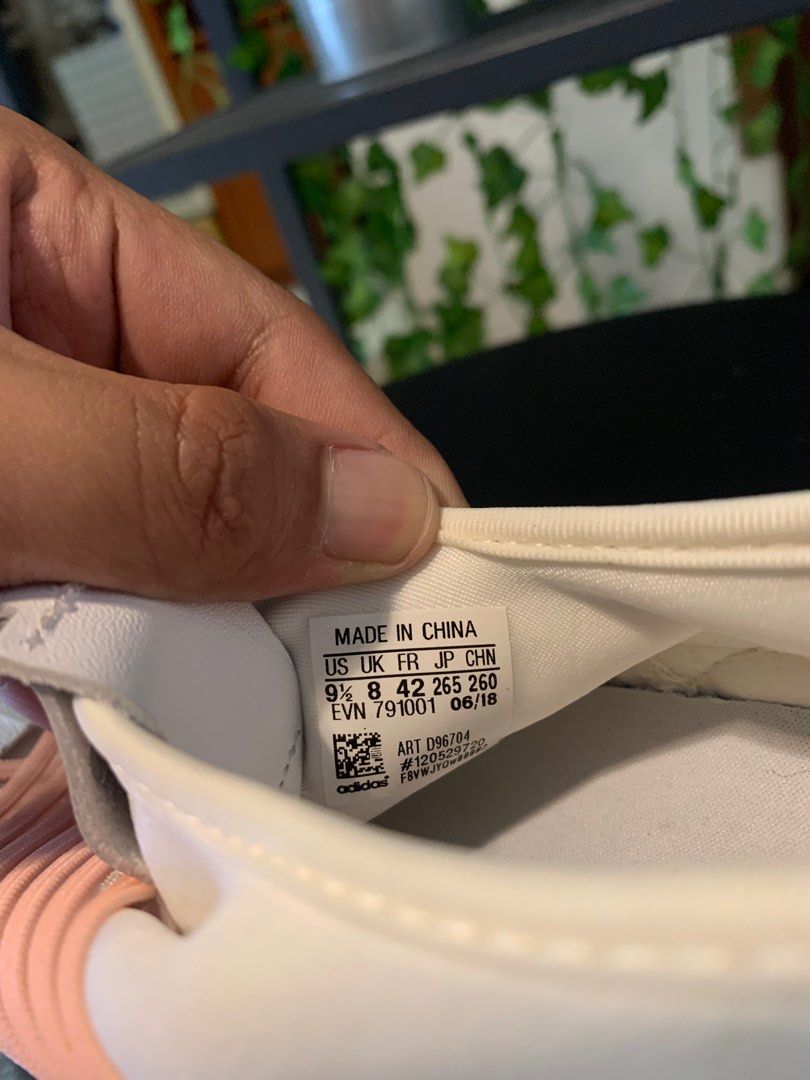 MADE IN CHINA
US UK FR JP CHN
9½ 8 42 265 260
EVN 791001 06/18
ART D96704
#120529720
adidas